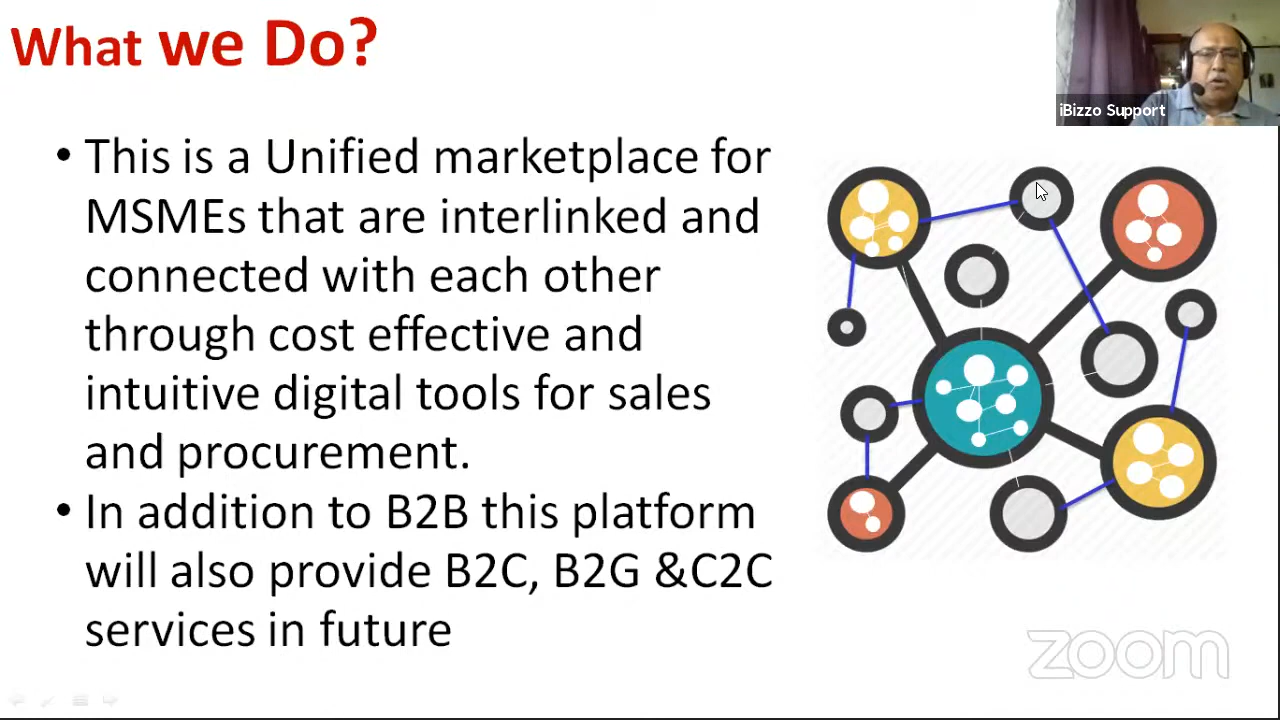 What we Do?
iBizzo Support
• This is a Unified marketplace for
MSMEs that are interlinked and
connected with each other
through cost effective and
intuitive digital tools for sales
and procurement.
• In addition to B2B this platform
will also provide B2C, B2G &C2C
services in future
zoom